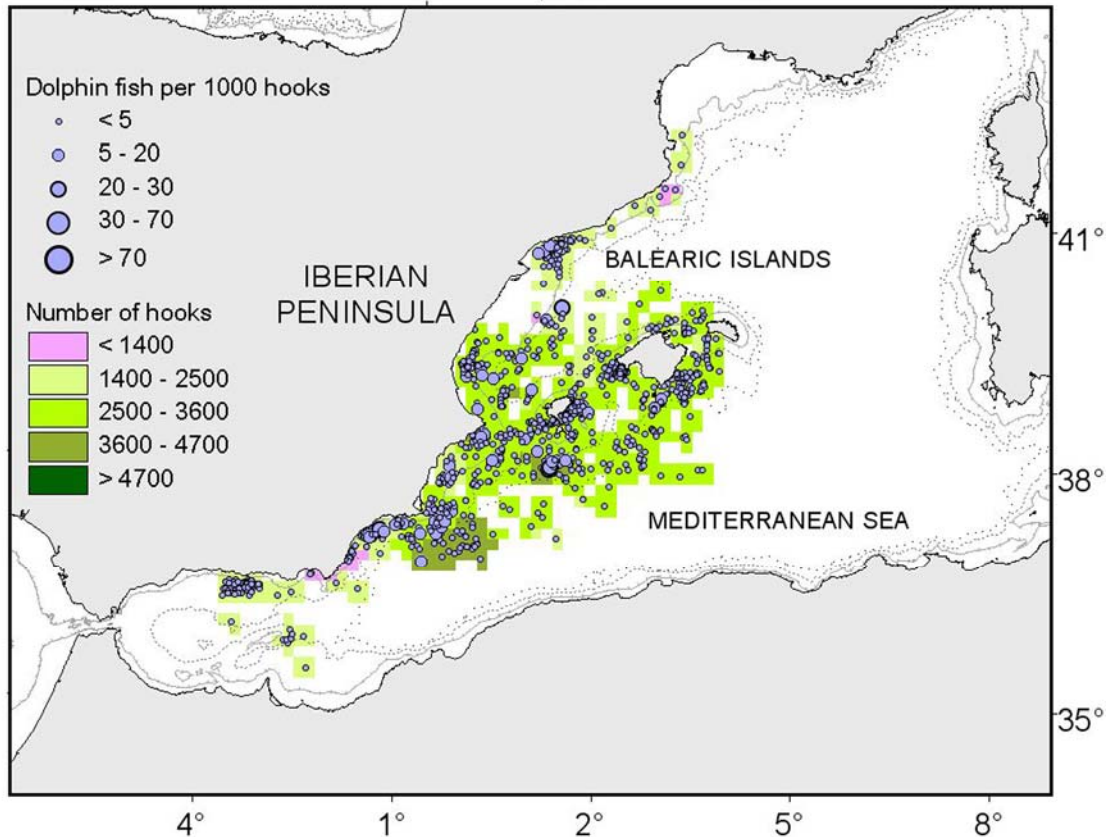 Dolphin fish per 1000 hooks
< 5
5 - 20
20 - 30
30 - 70
> 70
Number of hooks
< 1400
1400 - 2500
2500 - 3600
3600 - 4700
> 4700
IBERIAN
PENINSULA
BALEARIC ISLANDS
MEDITERRANEAN SEA
41°
38°
35°
4°
1°
2°
5°
8°